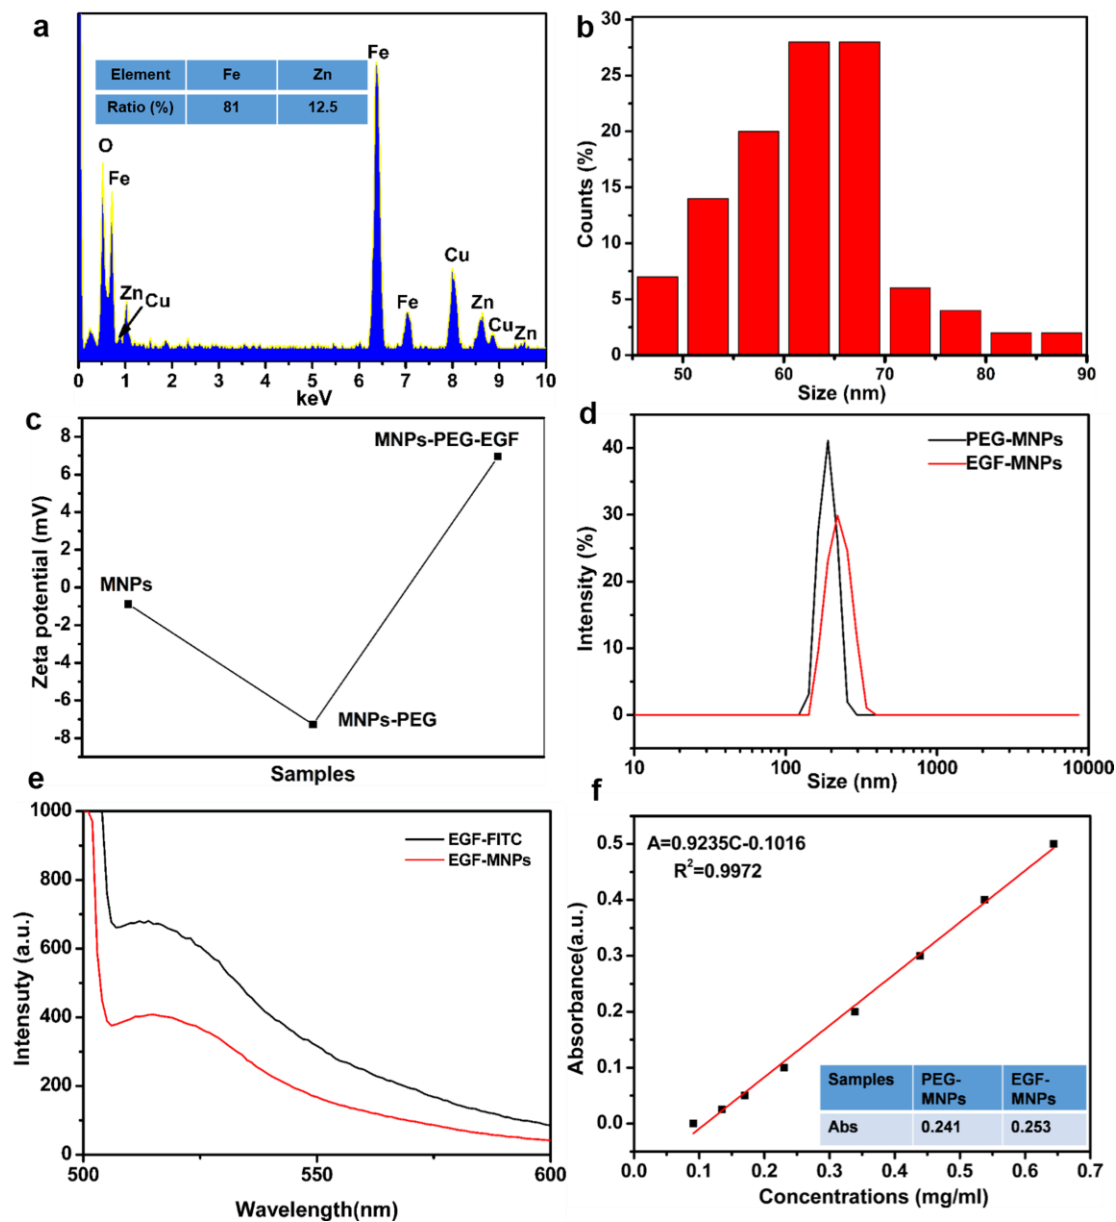 a
Element Fe Zn
Ratio (%) 81 12.5
O
Fe
Zn
Cu
Fe
Fe
Cu
Zn
Cu
Zn
0 1 2 3 4 5 6 7 8 9 10
keV
b
30
25
20
15
10
5
0
Counts (%)
50 60 70 80 90
Size (nm)
c
8
6
4
2
0
-2
-4
-6
-8
Zeta potential (mV)
MNPs
MNPs-PEG
MNPs-PEG-EGF
Samples
d
PEG-MNPs
EGF-MNPs
40
30
20
10
0
Intensity (%)
10 100 1000 10000
Size (nm)
e
EGF-FITC
EGF-MNPs
1000
800
600
400
200
0
Intensuty (a.u.)
500 550 600
Wavelength(nm)
f
A=0.9235C-0.1016
R²=0.9972
0.5
0.4
0.3
0.2
0.1
0.0
Absorbance(a.u.)
Samples PEG-MNPs EGF-MNPs
Abs 0.241 0.253
0.0 0.1 0.2 0.3 0.4 0.5 0.6 0.7
Concentrations (mg/ml)